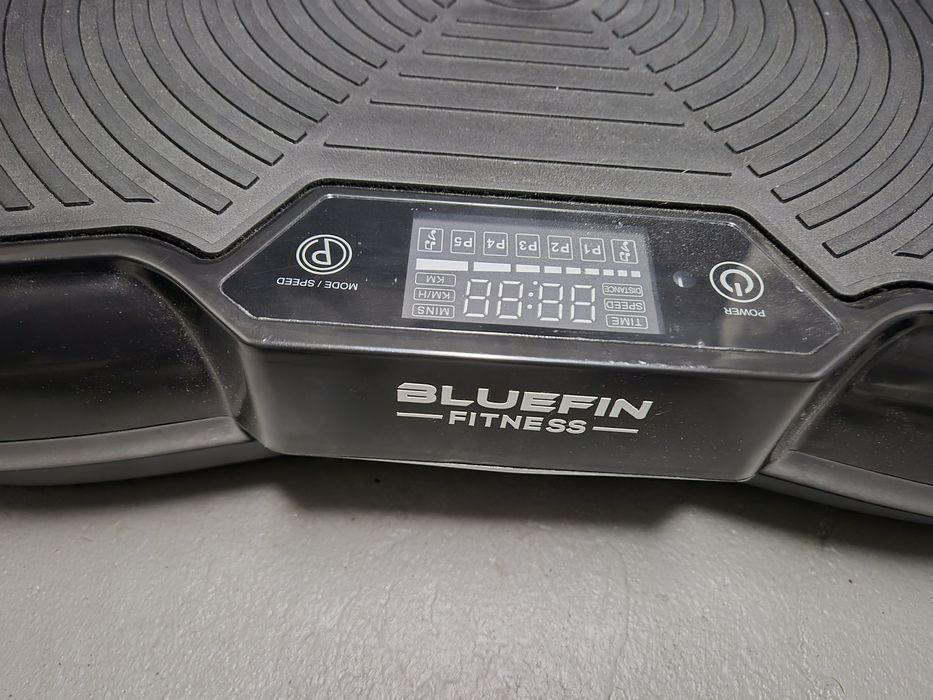 POWER
P1 P2 P3 P4 P5
TIME 88:88 MINS
SPEED KM/H
DISTANCE KM
P
MODE / SPEED
BLUEFIN
FITNESS